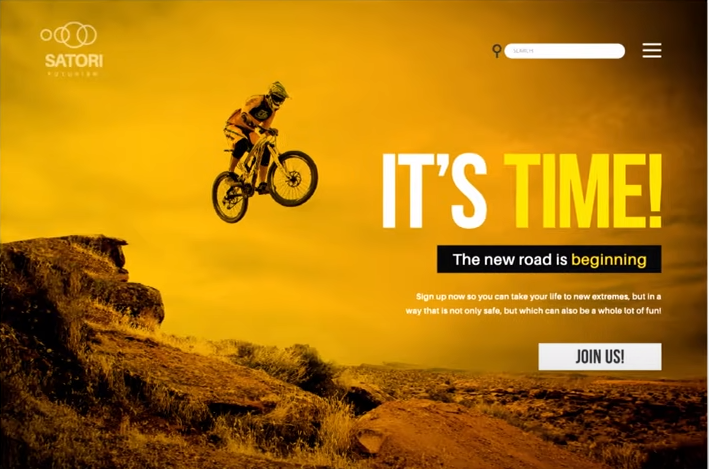 SATORI
FUTURISM
SEARCH
IT'S TIME!
The new road is beginning
Sign up now so you can take your life to new extremes, but in a
way that is not only safe, but which can also be a whole lot of fun!
JOIN US!